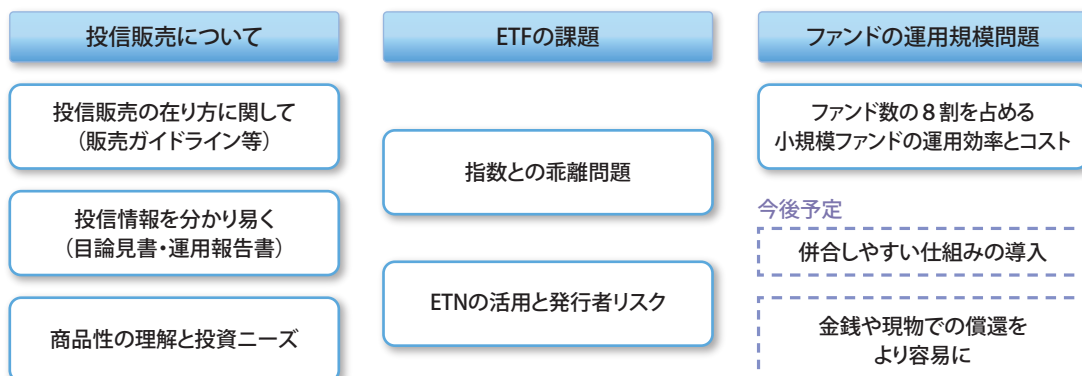 投信販売について
投信販売の在り方に関して
（販売ガイドライン等）
投信情報を分かり易く
（目論見書・運用報告書）
商品性の理解と投資ニーズ
ETFの課題
指数との乖離問題
ETNの活用と発行者リスク
ファンドの運用規模問題
ファンド数の８割を占める
小規模ファンドの運用効率とコスト
今後予定
併合しやすい仕組みの導入
金銭や現物での償還を
より容易に